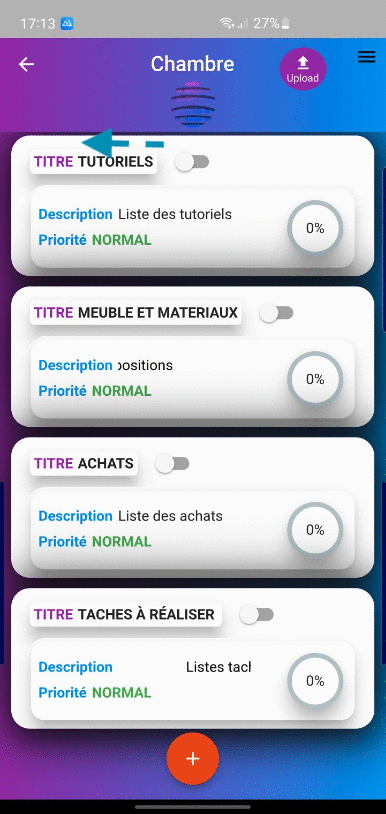 17:13 27%
Chambre
Upload
TITRE TUTORIELS
Description Liste des tutoriels
Priorité NORMAL
0%
TITRE MEUBLE ET MATERIAUX
Description positions
Priorité NORMAL
0%
TITRE ACHATS
Description Liste des achats
Priorité NORMAL
0%
TITRE TACHES À RÉALISER
Description Listes tacl
Priorité NORMAL
0%
+